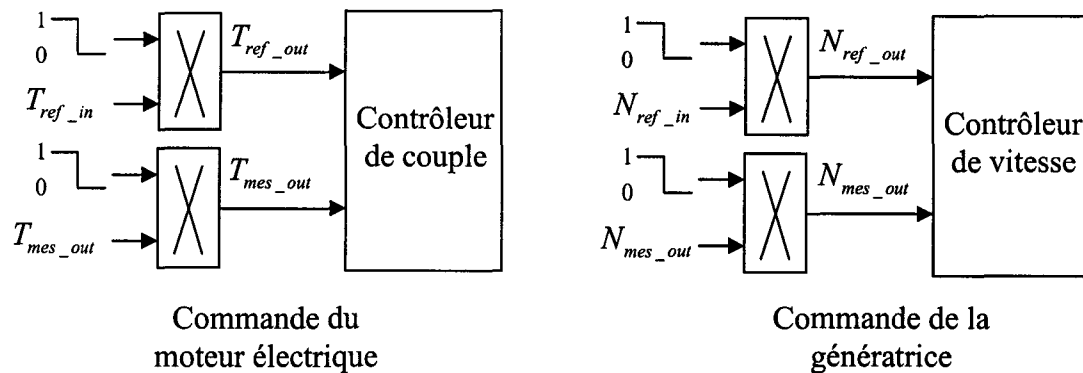 1
0
T_ref_in
T_ref_out
1
0
T_mes_out
T_mes_out
Contrôleur
de couple
Commande du
moteur électrique
1
0
N_ref_in
N_ref_out
1
0
N_mes_out
N_mes_out
Contrôleur
de vitesse
Commande de la
génératrice